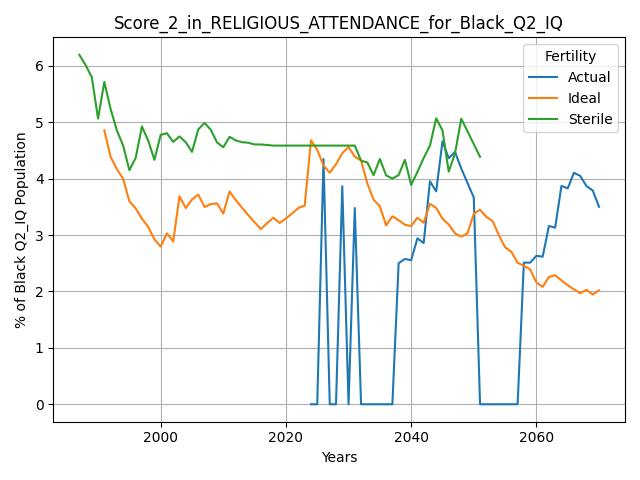 Score_2_in_RELIGIOUS_ATTENDANCE_for_Black_Q2_IQ
Fertility
Actual
Ideal
Sterile
% of Black Q2_IQ Population
6
5
4
3
2
1
0
2000
2020
2040
2060
Years